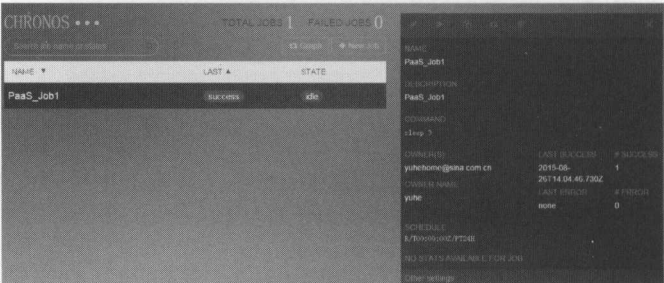 CHRONOS
TOTAL JOBS 1 FAILED JOBS 0
Search job name or status
Graph + New Job
NAME ▼ LAST ▲ STATE
PaaS_Job1 success idle
NAME
PaaS_Job1
DESCRIPTION
PaaS_Job1
COMMAND
sleep 5
OWNER(S) LAST SUCCESS # SUCCESS
yuhehome@sina.com.cn 2015-08- 1
26T14:04:46.730Z
OWNER NAME LAST ERROR # ERROR
yuhe none 0
SCHEDULE
NO STATS AVAILABLE FOR JOB
Other settings